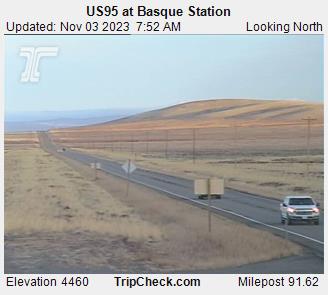 US95 at Basque Station
Updated: Nov 03 2023 7:52 AM Looking North
Elevation 4460 TripCheck.com Milepost 91.62